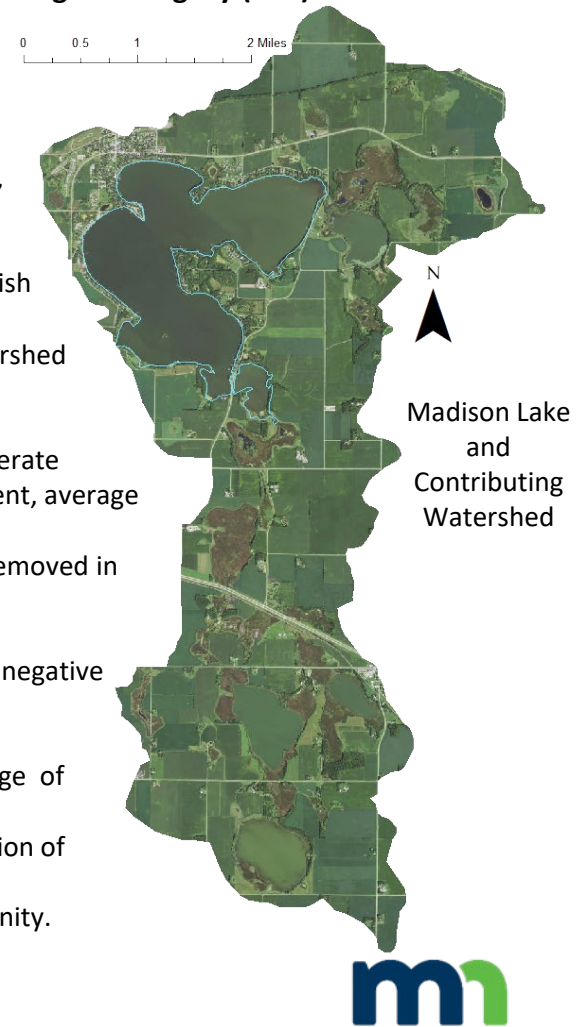 0 0.5 1 2 Miles
,
ish
rshed
erate
ent, average
emoved in
negative
ge of
ion of
nity.
N
Madison Lake
and
Contributing
Watershed
mn